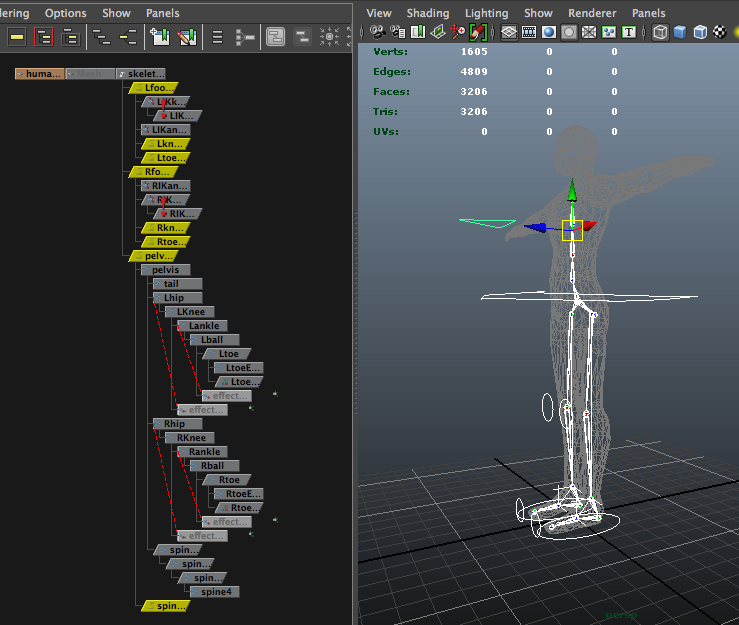 dering Options Show Panels
huma... Mesh skelet...
Lfoo...
LIKk...
LIK...
LIKan...
Lkn...
Ltoe...
Rfo...
RIKan...
RIK...
RIK...
Rkn...
Rtoe...
pelv...
pelvis
tail
Lhip
LKnee
Lankle
Lball
Ltoe
LtoeE...
Ltoe...
effect...
effect...
Rhip
RKnee
Rankle
Rball
Rtoe
RtoeE...
Rtoe...
effect...
effect...
spin...
spin...
spin...
spine4
spin...
View Shading Lighting Show Renderer Panels
T
Verts: 1605 0 0
Edges: 4809 0 0
Faces: 3206 0 0
Tris: 3206 0 0
UVs: 0 0 0
persp